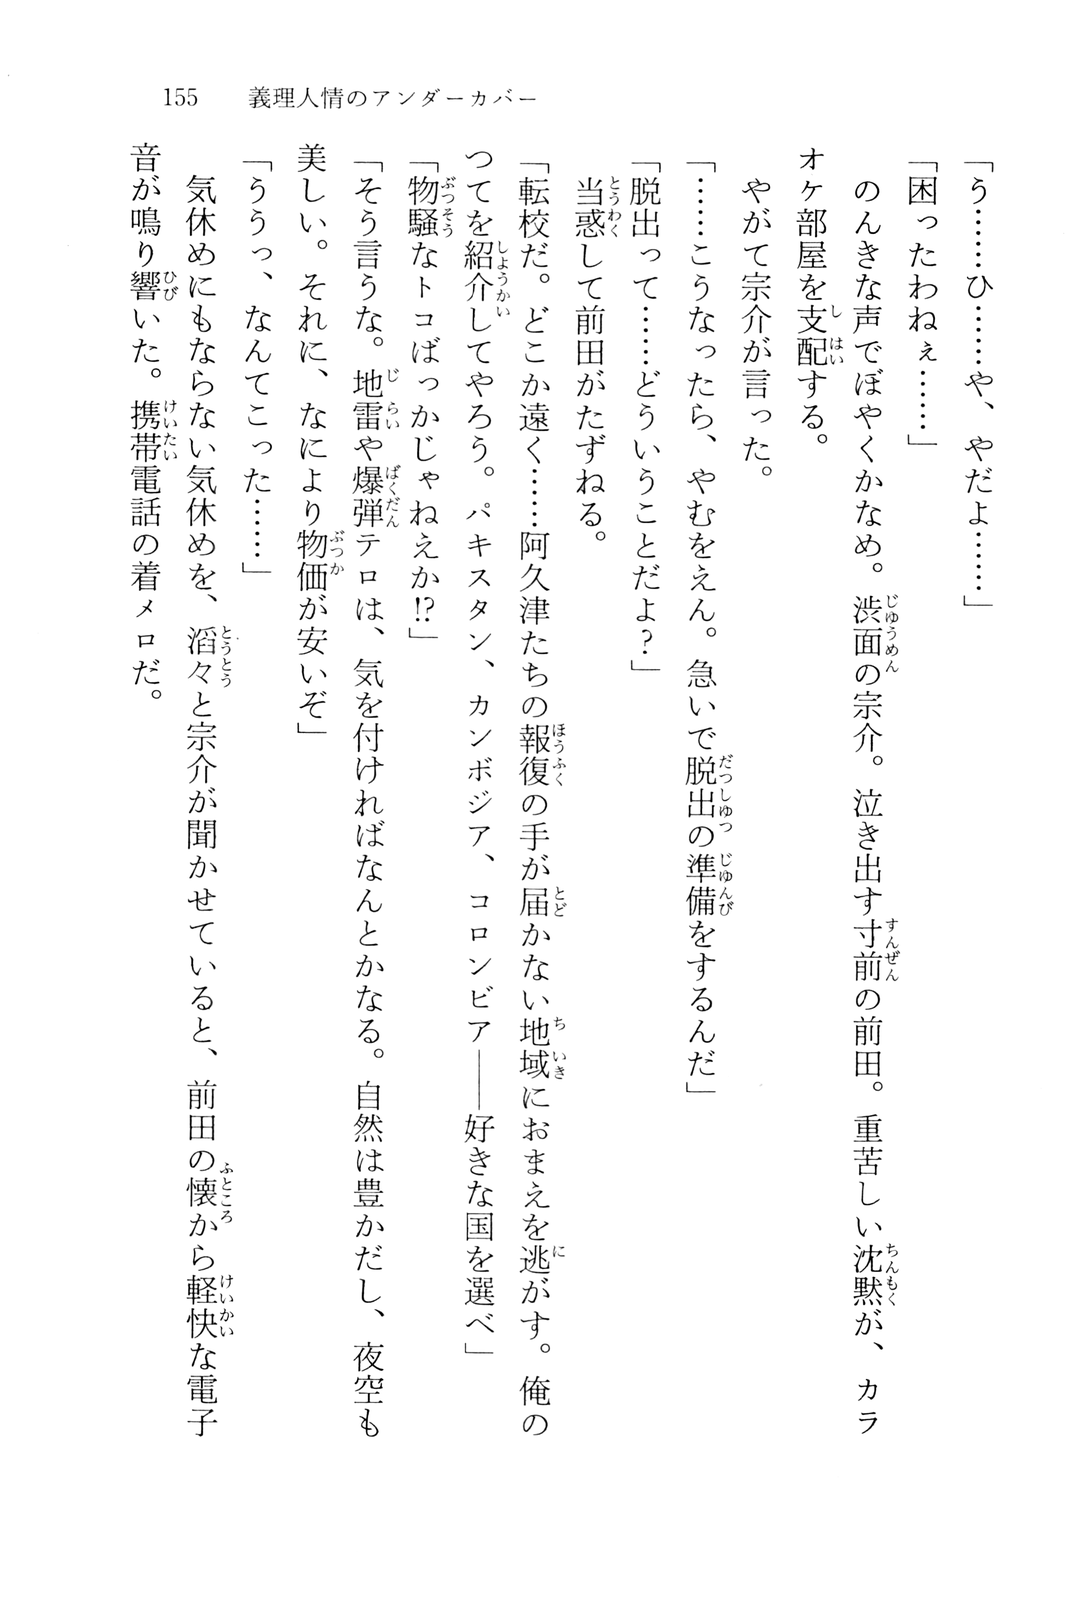 155　義理人情のアンダーカバー
「う……ひ……や、やだよ……」
「困ったわねぇ……」
　のんきな声でぼやくかなめ。渋面の宗介。泣き出す寸前の前田。重苦しい沈黙が、カラ
オケ部屋を支配する。
　やがて宗介が言った。
「……こうなったら、やむをえん。急いで脱出の準備をするんだ」
「脱出って……どういうことだよ？」
　当惑して前田がたずねる。
「転校だ。どこか遠く……阿久津たちの報復の手が届かない地域におまえを逃がす。俺の
つてを紹介してやろう。パキスタン、カンボジア、コロンビア――好きな国を選べ」
「物騒なトコばっかじゃねえか!?」
「そう言うな。地雷や爆弾テロは、気を付ければなんとかなる。自然は豊かだし、夜空も
美しい。それに、なにより物価が安いぞ」
「ううっ、なんてこった……」
　気休めにもならない気休めを、滔々と宗介が聞かせていると、前田の懐から軽快な電子
音が鳴り響いた。携帯電話の着メロだ。